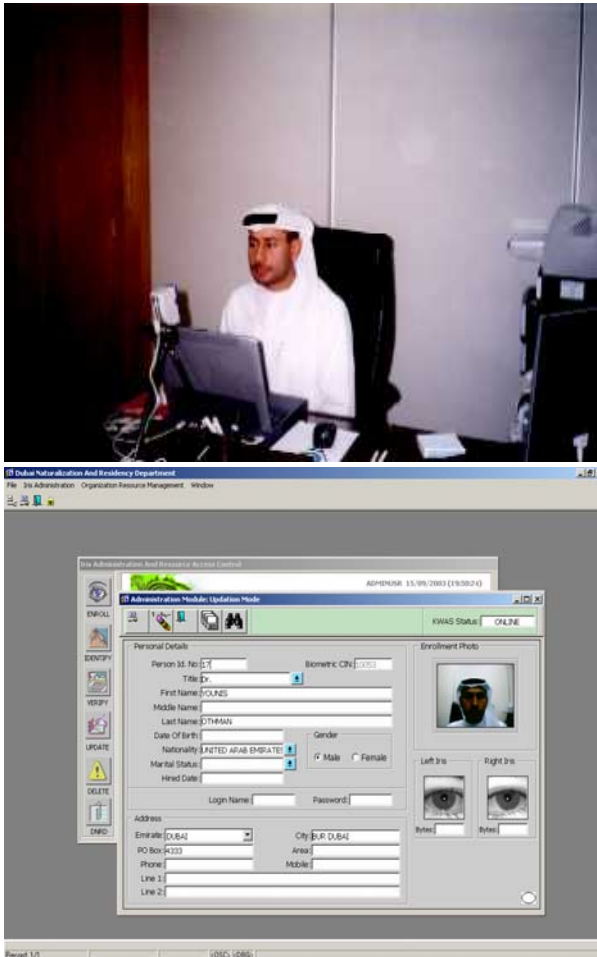 Dubai Naturalization And Residency Department
File Iris Administration Organization Resource Management Window
Iris Administration And Resource Access Control
ADMINUSR 15/09/2003 (19:50:24)
Administration Module: Updation Mode
KWAS Status ONLINE
ENROLL
IDENTIFY
VERIFY
UPDATE
DELETE
DNRD
Personal Details
Person Id. No: 17 Biometric CIN: 10053
Title: Dr.
First Name: YOUNIS
Middle Name:
Last Name: OTHMAN
Date Of Birth:
Nationality: UNITED ARAB EMIRATES
Marital Status:
Hired Date:
Gender
Male Female
Login Name: Password:
Address
Emirate: DUBAI City: BUR DUBAI
PO Box: 4333 Area:
Phone: Mobile:
Line 1:
Line 2:
Enrollment Photo
Left Iris Right Iris
Bytes: Bytes:
Record: 1/1 <OSC> <DBG>